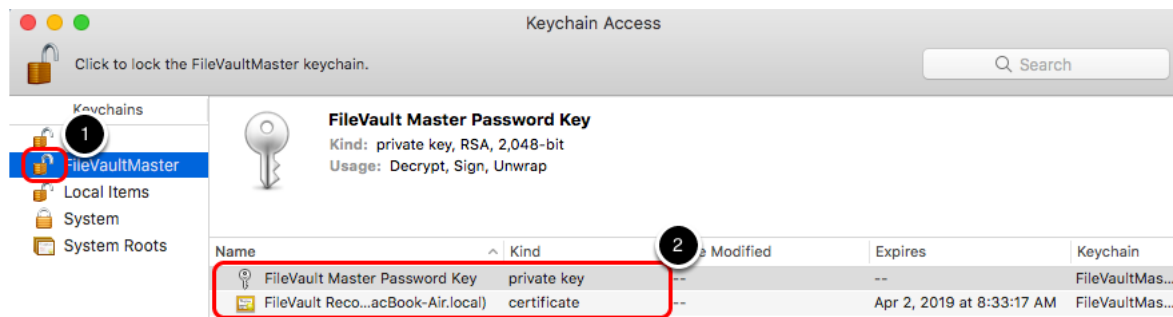 Keychain Access
Click to lock the FileVaultMaster keychain.
Search
Keychains
1
FileVaultMaster
Local Items
System
System Roots
FileVault Master Password Key
Kind: private key, RSA, 2,048-bit
Usage: Decrypt, Sign, Unwrap
Name Kind 2 Modified Expires Keychain
FileVault Master Password Key private key -- -- FileVaultMas...
FileVault Reco...acBook-Air.local) certificate -- Apr 2, 2019 at 8:33:17 AM FileVaultMas...